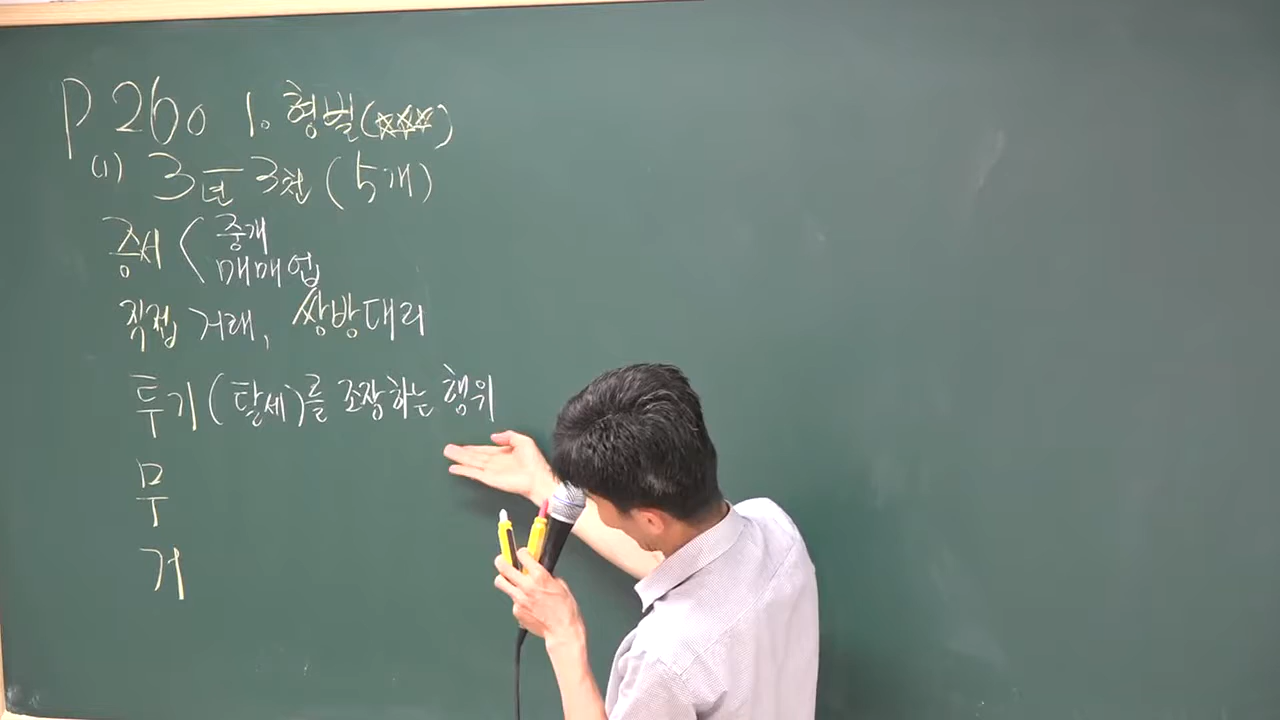 P 260 1. 형벌(☆☆☆)
(1) 3년 3천 (5개)
증서 < 중개
매매업
직접 거래, 쌍방대리
투기(탈세)를 조장하는 행위
무
거